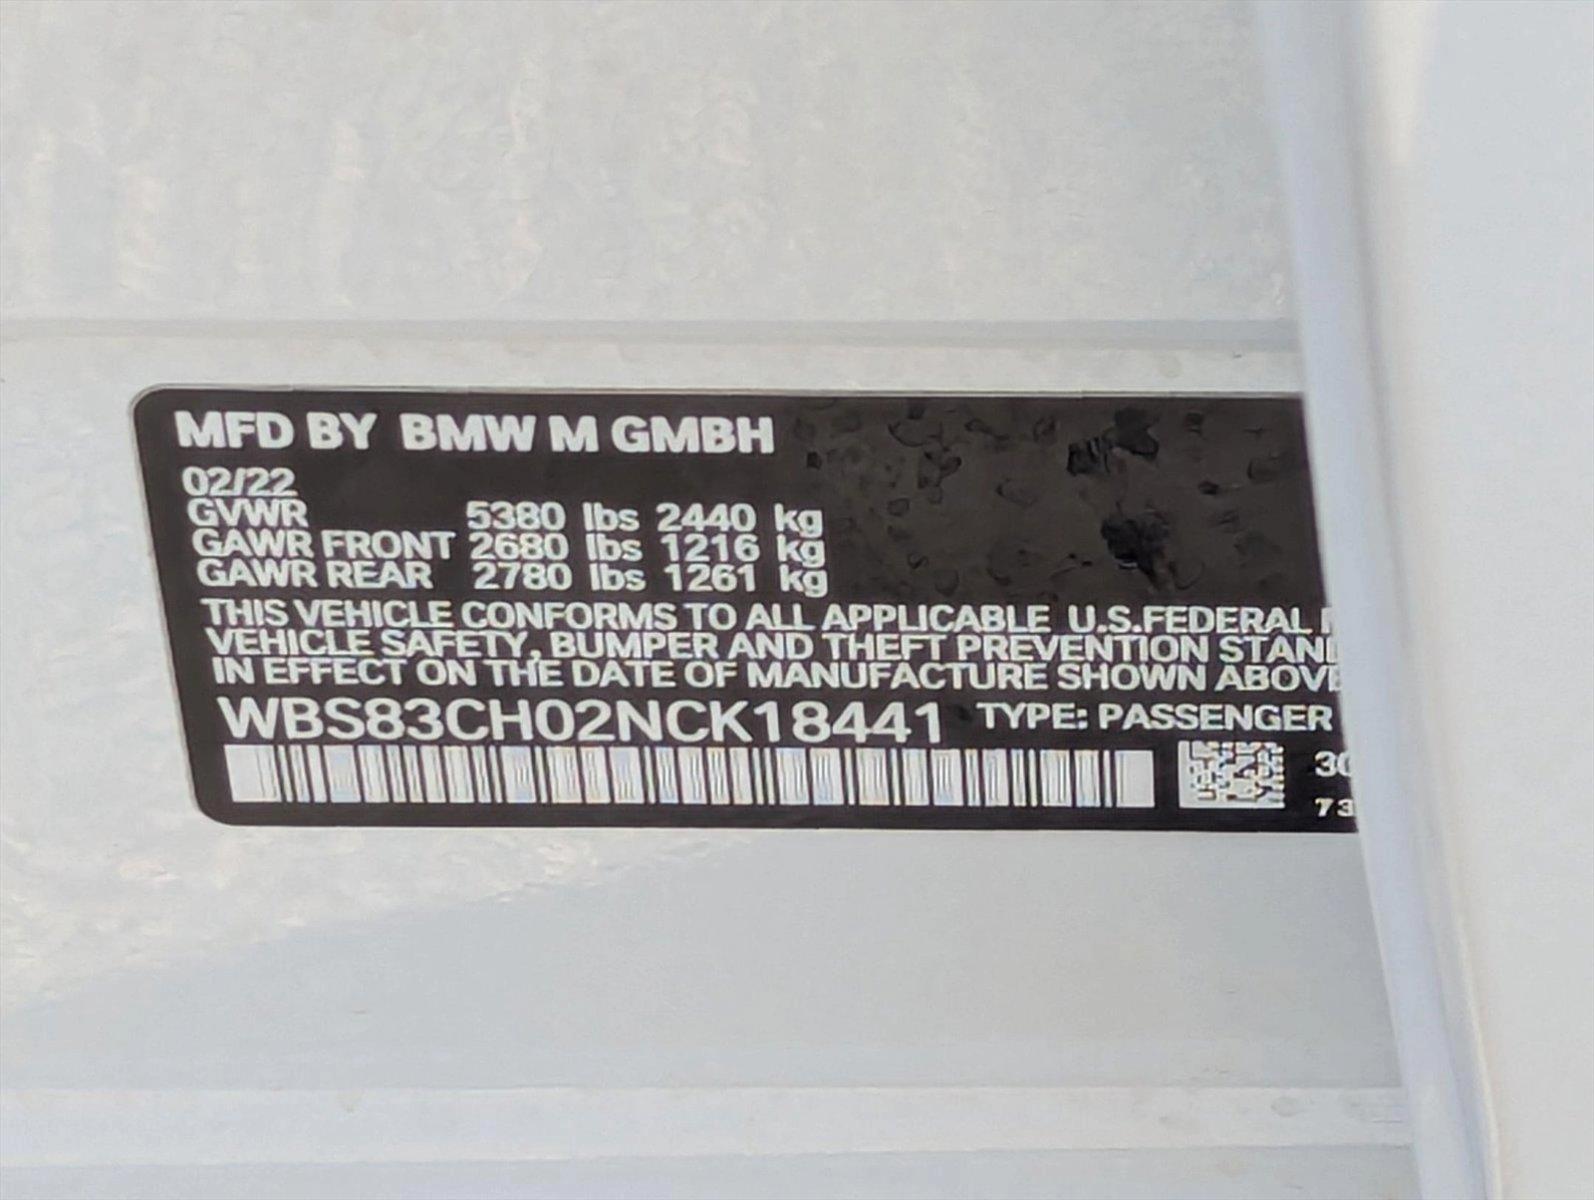 MFD BY BMW M GMBH
02/22
GVWR 5380 lbs 2440 kg
GAWR FRONT 2680 lbs 1216 kg
GAWR REAR 2780 lbs 1261 kg
THIS VEHICLE CONFORMS TO ALL APPLICABLE U.S.FEDERAL
VEHICLE SAFETY, BUMPER AND THEFT PREVENTION
IN EFFECT ON THE DATE OF MANUFACTURE SHOWN
WBS83CH02NCK18441 TYPE: PASSENGER